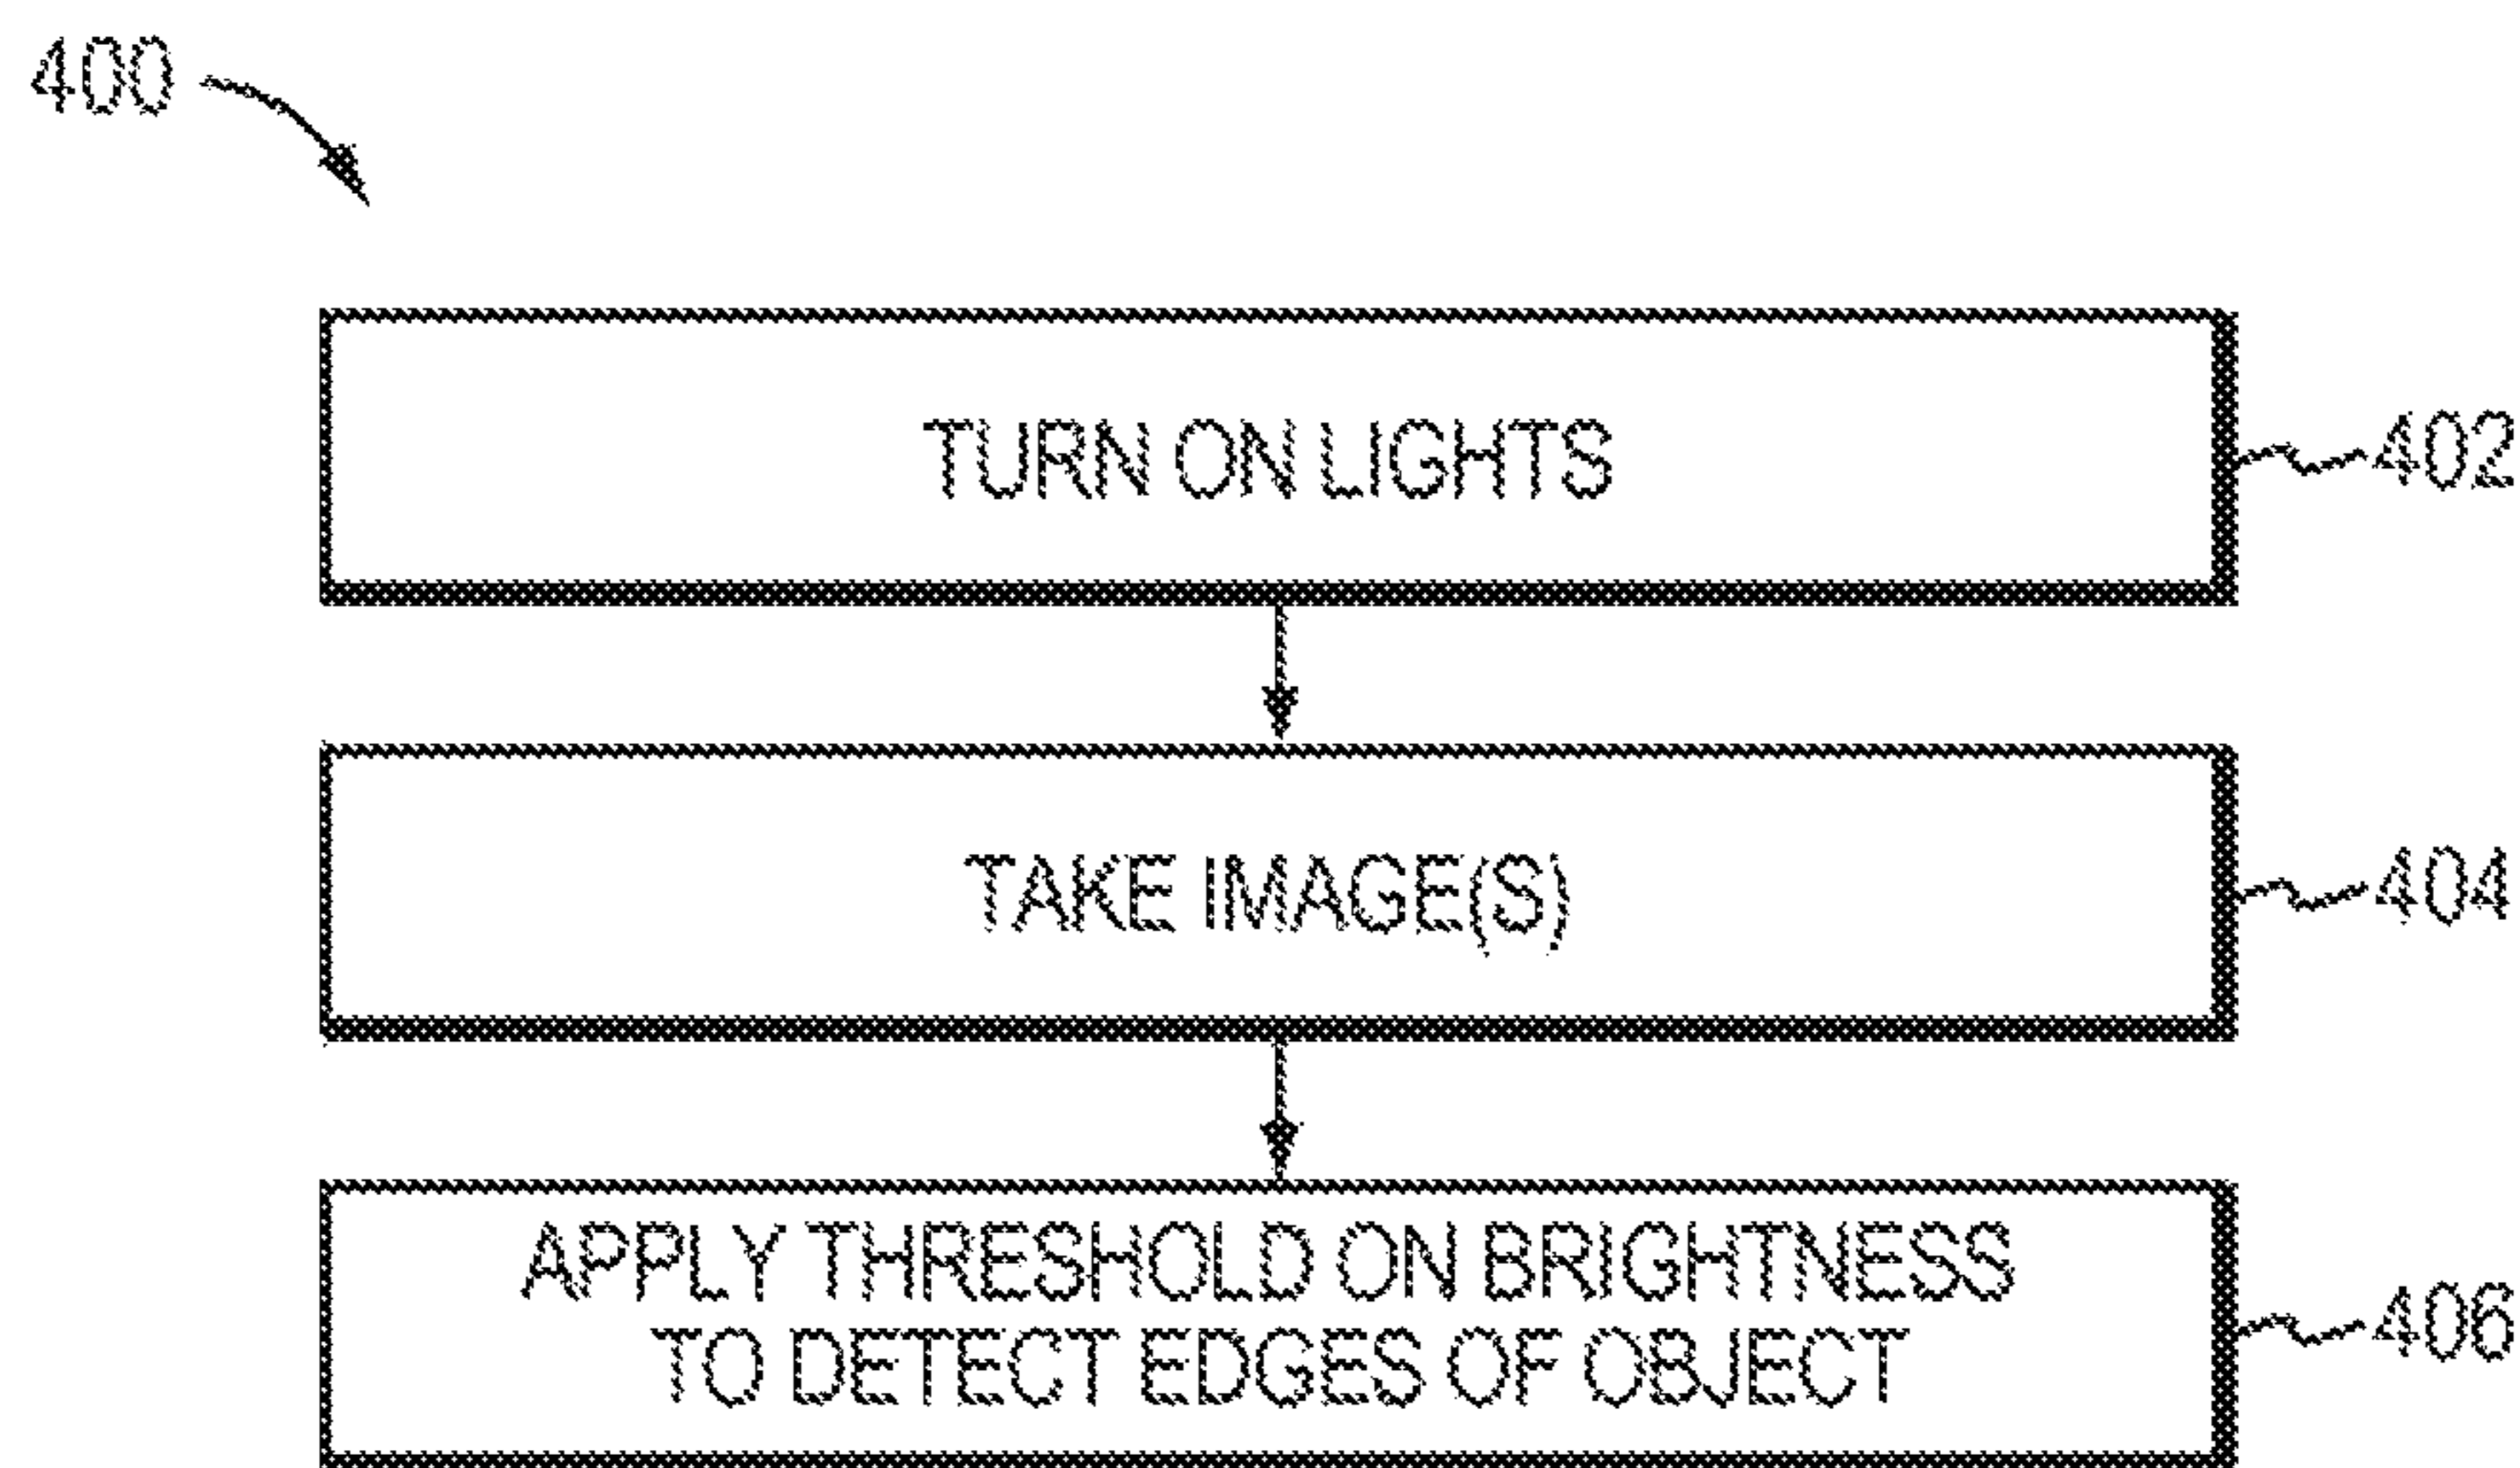 400
TURN ON LIGHTS
402
TAKE IMAGE(S)
404
APPLY THRESHOLD ON BRIGHTNESS
TO DETECT EDGES OF OBJECT
406